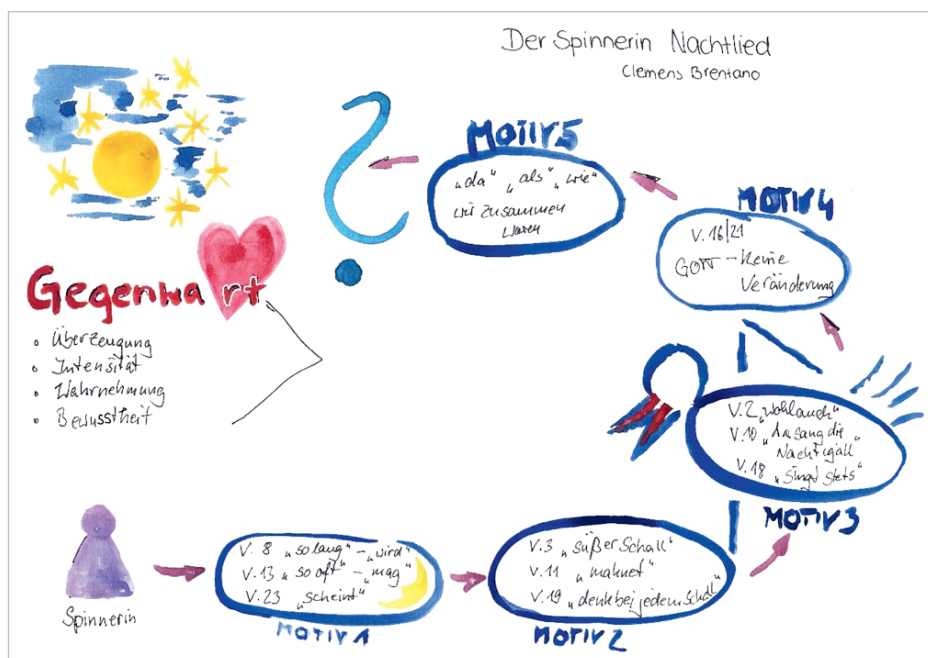 Der Spinnerin Nachtlied
Clemens Brentano
MOTIV 5
„da“ „als“ „wie“
wir zusammen
waren
MOTIV 4
V. 16/21
GOTT – Keine
Veränderung
Gegenwart
• Überzeugung
• Intensität
• Wahrnehmung
• Bewusstheit
V. 2 „wohl auch“
V. 10 „da sang die
Nachtigall“
V. 18 „singt stets“
MOTIV 3
Spinnerin
V. 8 „solang“ – „wird“
V. 13 „so oft“ – „mag“
V. 23 „scheint“
MOTIV 1
V. 3 „süßer Schall“
V. 11 „mahnet“
V. 19 „denk bei jedem Schall“
MOTIV 2